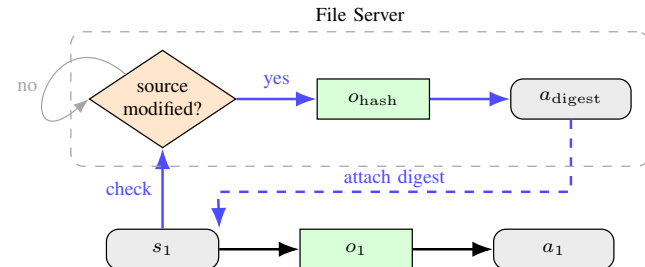 File Server
no
source
modified?
yes
o_hash
a_digest
check
attach digest
s_1
o_1
a_1